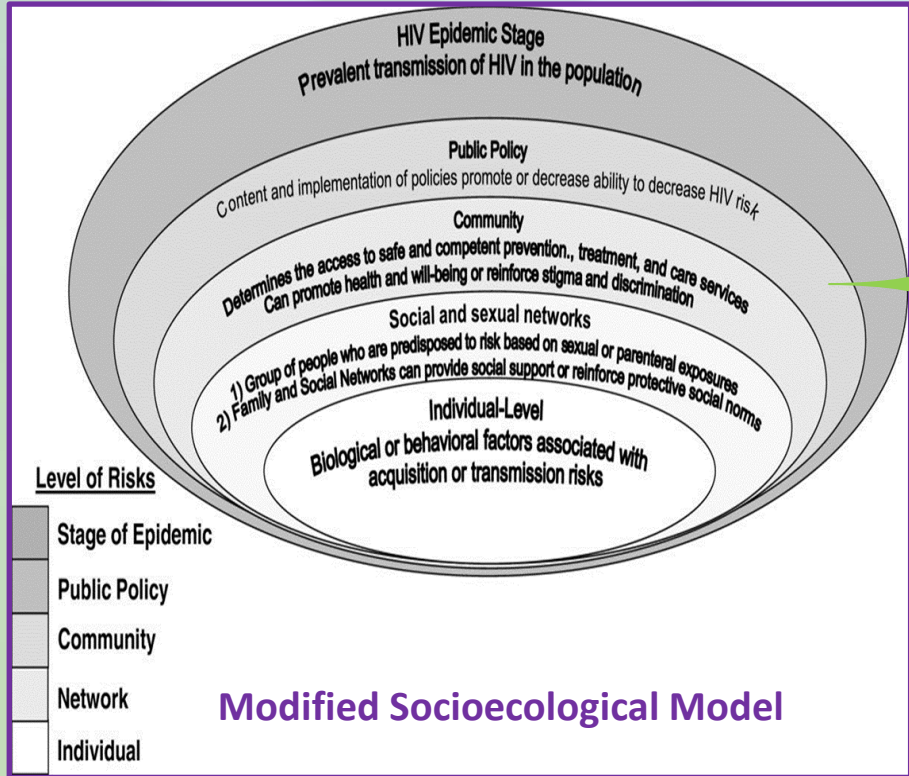 HIV Epidemic Stage
Prevalent transmission of HIV in the population
Public Policy
Content and implementation of policies promote or decrease ability to decrease HIV risk
Community
Determines the access to safe and competent prevention., treatment, and care services
Can promote health and will-being or reinforce stigma and discrimination
Social and sexual networks
1) Group of people who are predisposed to risk based on sexual or parenteral exposures
2) Family and Social Networks can provide social support or reinforce protective social norms
Individual-Level
Biological or behavioral factors associated with
acquisition or transmission risks
Level of Risks
Stage of Epidemic
Public Policy
Community
Network
Individual
Modified Socioecological Model